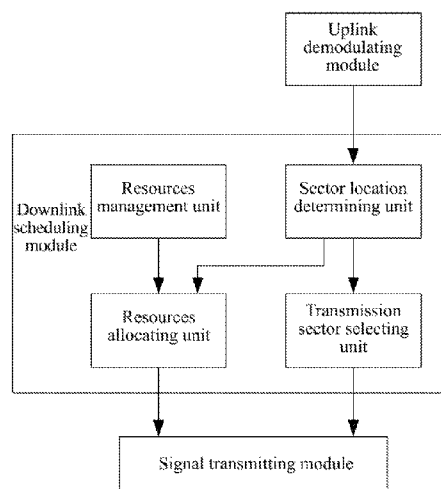 Uplink
demodulating
module
Downlink
scheduling
module
Resources
management unit
Sector location
determining unit
Resources
allocating unit
Transmission
sector selecting
unit
Signal transmitting module